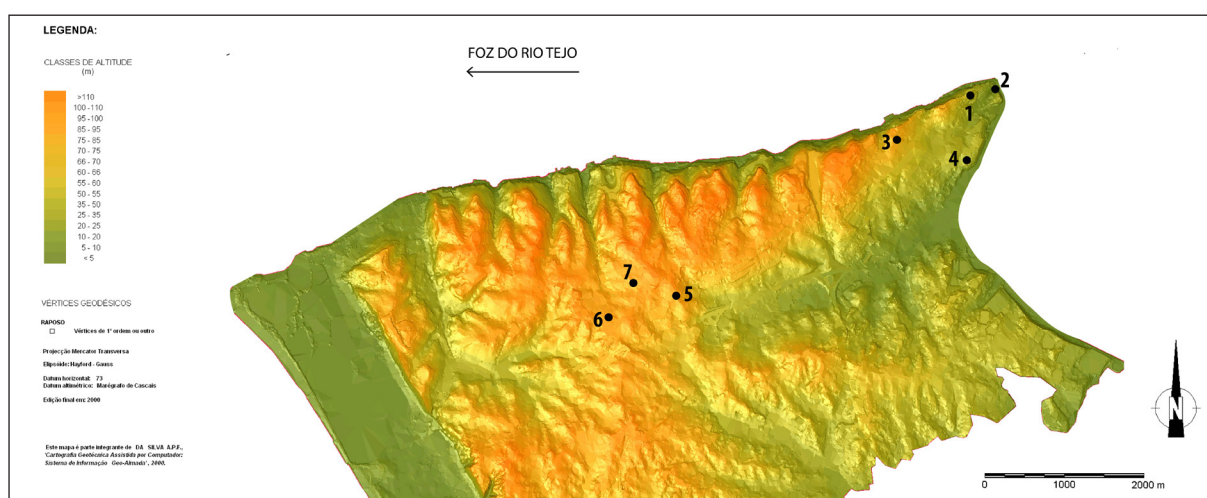 LEGENDA:
CLASSES DE ALTITUDE
(m)
>110
100 -110
95 -100
85 - 95
75 - 85
70 - 75
66 - 70
55 - 66
50 - 55
35 - 50
25 - 35
20 - 25
10 - 20
5 - 10
< 5
VÉRTICES GEODÉSICOS
RAPOSO
Vértices de 1ª ordem ou outro
Projecção Mercator Transversa
Elipsóide: Hayford - Gauss
Datum horizontal: 73
Datum altimétrico: Marégrafo de Cascais
Edição final em: 2000
Este mapa é parte integrante de DA SILVA A.P.F.,
'Cartografia Geotécnica Assistida por Computador:
Sistema de Informação Geo-Almada', 2000.
FOZ DO RIO TEJO
2
1
3
4
7
5
6
N
0 1000 2000 m